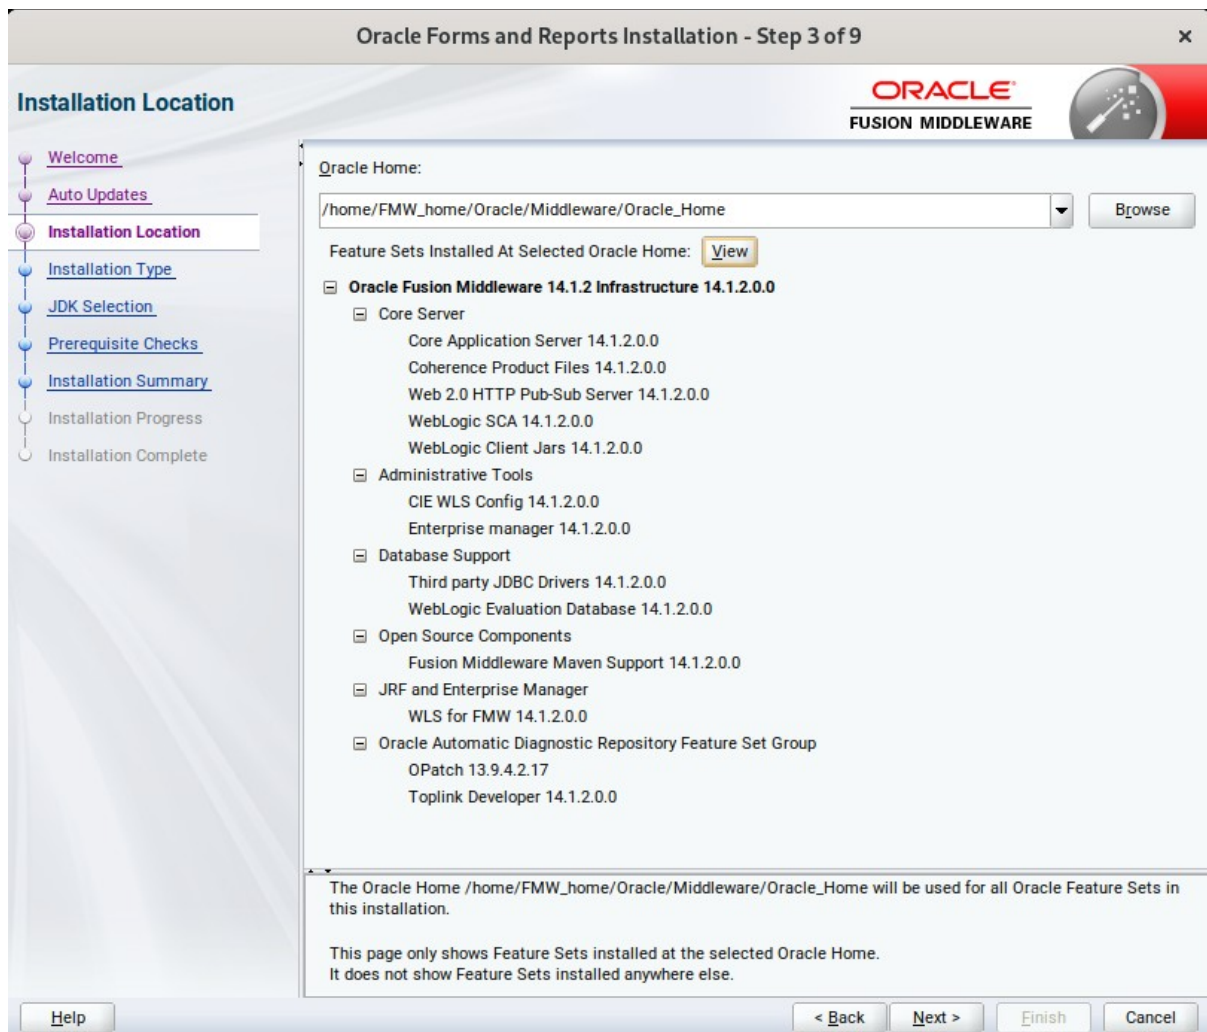 Oracle Forms and Reports Installation - Step 3 of 9
Installation Location
ORACLE
FUSION MIDDLEWARE
Welcome
Auto Updates
Installation Location
Installation Type
JDK Selection
Prerequisite Checks
Installation Summary
Installation Progress
Installation Complete
Oracle Home:
/home/FMW_home/Oracle/Middleware/Oracle_Home
Browse
Feature Sets Installed At Selected Oracle Home: View
Oracle Fusion Middleware 14.1.2 Infrastructure 14.1.2.0.0
Core Server
Core Application Server 14.1.2.0.0
Coherence Product Files 14.1.2.0.0
Web 2.0 HTTP Pub-Sub Server 14.1.2.0.0
WebLogic SCA 14.1.2.0.0
WebLogic Client Jars 14.1.2.0.0
Administrative Tools
CIE WLS Config 14.1.2.0.0
Enterprise manager 14.1.2.0.0
Database Support
Third party JDBC Drivers 14.1.2.0.0
WebLogic Evaluation Database 14.1.2.0.0
Open Source Components
Fusion Middleware Maven Support 14.1.2.0.0
JRF and Enterprise Manager
WLS for FMW 14.1.2.0.0
Oracle Automatic Diagnostic Repository Feature Set Group
OPatch 13.9.4.2.17
Toplink Developer 14.1.2.0.0
The Oracle Home /home/FMW_home/Oracle/Middleware/Oracle_Home will be used for all Oracle Feature Sets in
this installation.
This page only shows Feature Sets installed at the selected Oracle Home.
It does not show Feature Sets installed anywhere else.
Help
< Back
Next >
Finish
Cancel